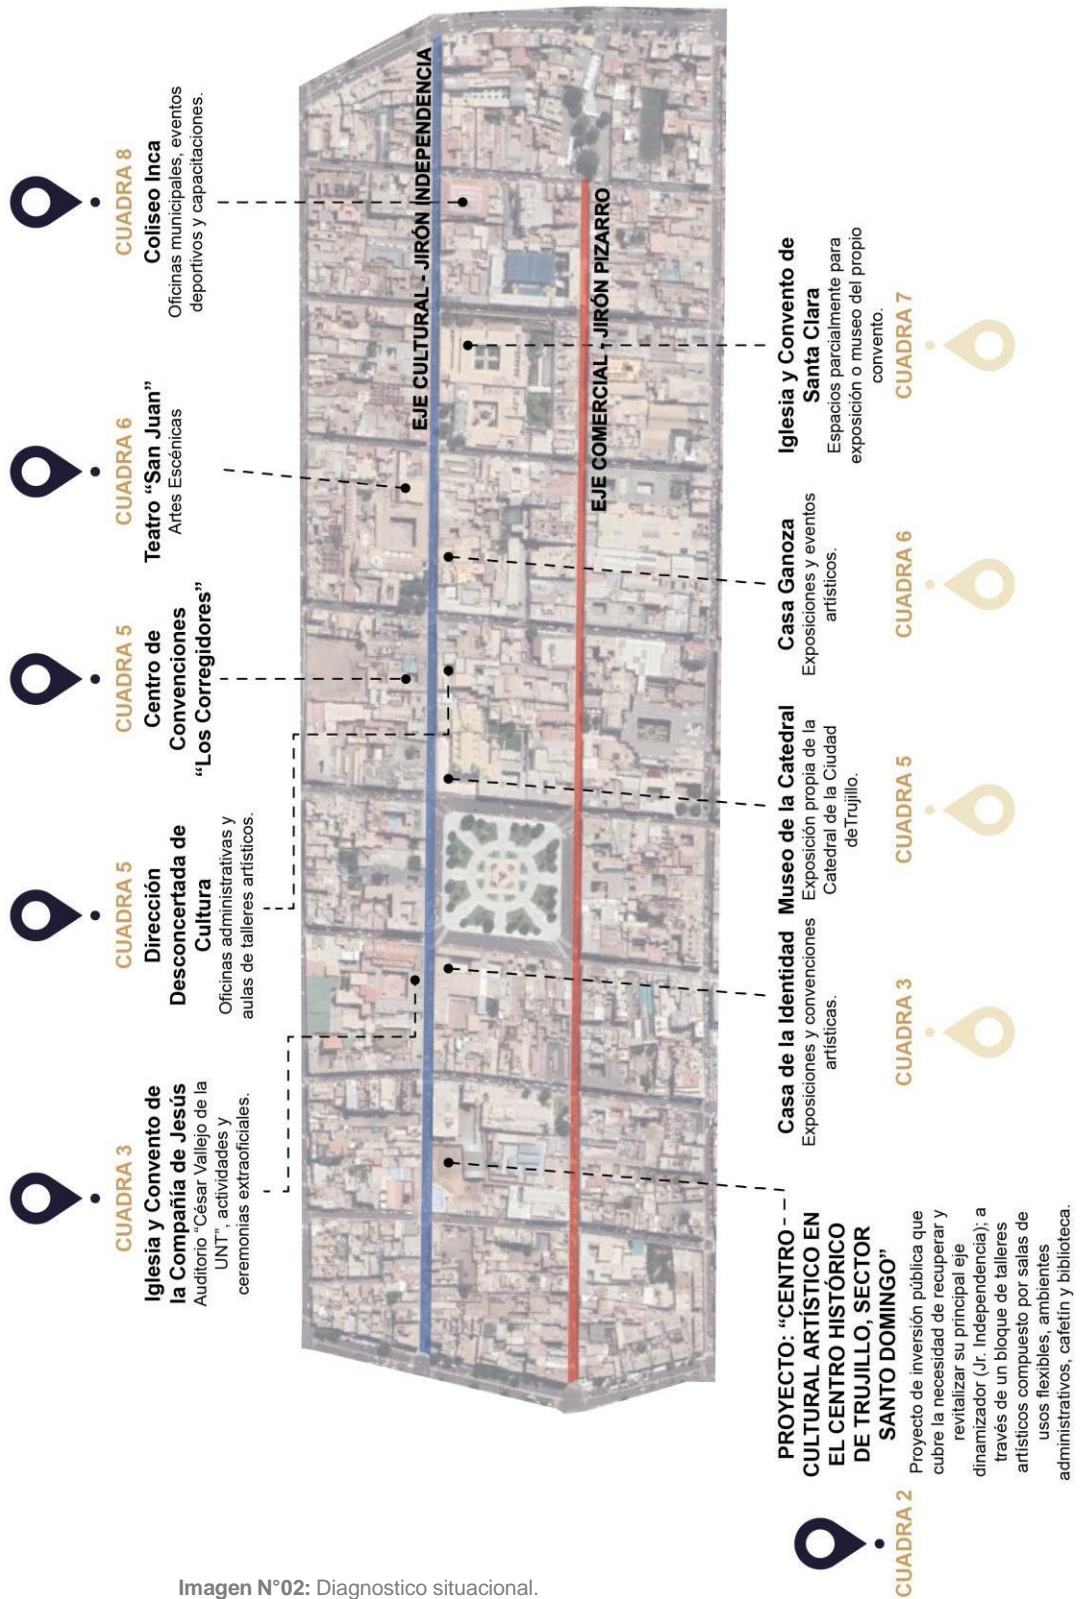 CUADRA 3
Iglesia y Convento de
la Compañia de Jesús
Auditorio “César Vallejo de la
UNT”, actividades y
ceremonias extraoficiales.
CUADRA 5
Dirección
Desconcertada de
Cultura
Oficinas administrativas y
aulas de talleres artísticos.
CUADRA 5
Centro de
Convenciones
“Los Corregidores”
CUADRA 6
Teatro “San Juan”
Artes Escénicas
CUADRA 8
Coliseo Inca
Oficinas municipales, eventos
deportivos y capacitaciones.
EJE CULTURAL - JIRÓN INDEPENDENCIA
EJE COMERCIAL - JIRÓN PIZARRO
PROYECTO: “CENTRO
CULTURAL ARTÍSTICO EN
EL CENTRO HISTÓRICO
DE TRUJILLO, SECTOR
SANTO DOMINGO”
Proyecto de inversión pública que
cubre la necesidad de recuperar y
revitalizar su principal eje
dinamizador (Jr. Independencia); a
través de un bloque de talleres
artísticos compuesto por salas de
usos flexibles, ambientes
administrativos, cafetín y biblioteca.
CUADRA 2
Casa de la Identidad
Exposiciones y convenciones
artísticas.
CUADRA 3
Museo de la Catedral
Exposición propia de la
Catedral de la Ciudad
deTrujillo.
CUADRA 5
Casa Ganoza
Exposiciones y eventos
artísticos.
CUADRA 6
Iglesia y Convento de
Santa Clara
Espacios parcialmente para
exposición o museo del propio
convento.
CUADRA 7
Imagen N°02: Diagnostico situacional.